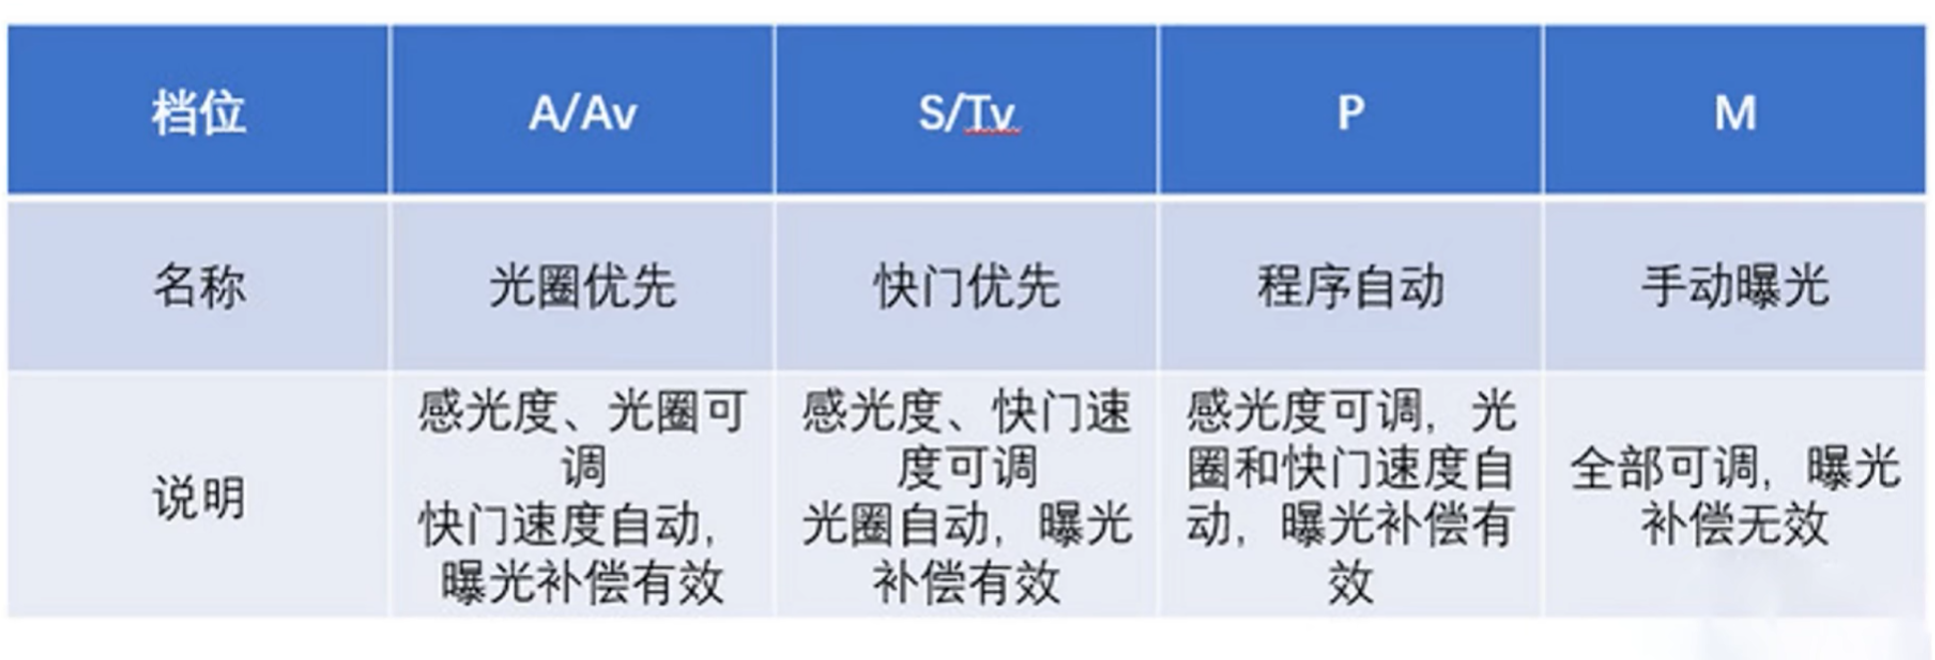 档位
A/Av
S/Tv
P
M
名称
光圈优先
快门优先
程序自动
手动曝光
说明
感光度、光圈可
调
快门速度自动，
曝光补偿有效
感光度、快门速
度可调
光圈自动，曝光
补偿有效
感光度可调，光
圈和快门速度自
动，曝光补偿有
效
全部可调，曝光
补偿无效